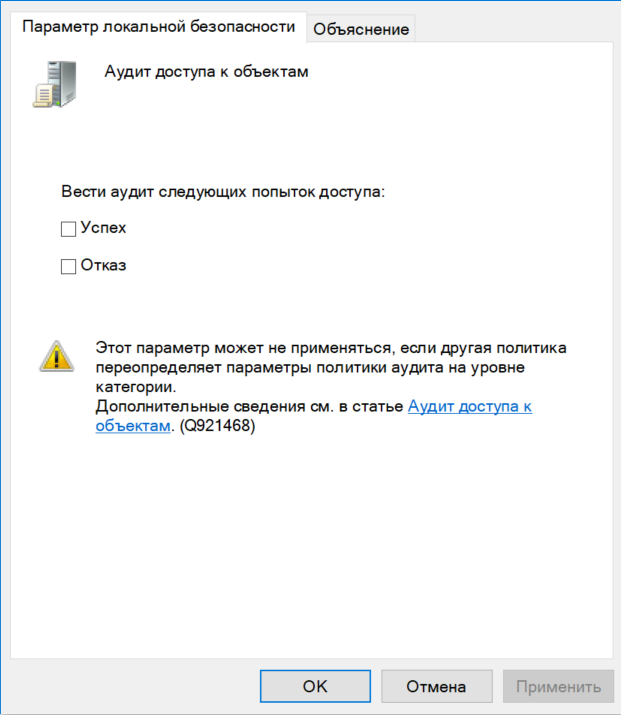 Параметр локальной безопасности
Объяснение
Аудит доступа к объектам
Вести аудит следующих попыток доступа:
Успех
Отказ
Этот параметр может не применяться, если другая политика
переопределяет параметры политики аудита на уровне
категории.
Дополнительные сведения см. в статье Аудит доступа к
объектам. (Q921468)
ОК
Отмена
Применить